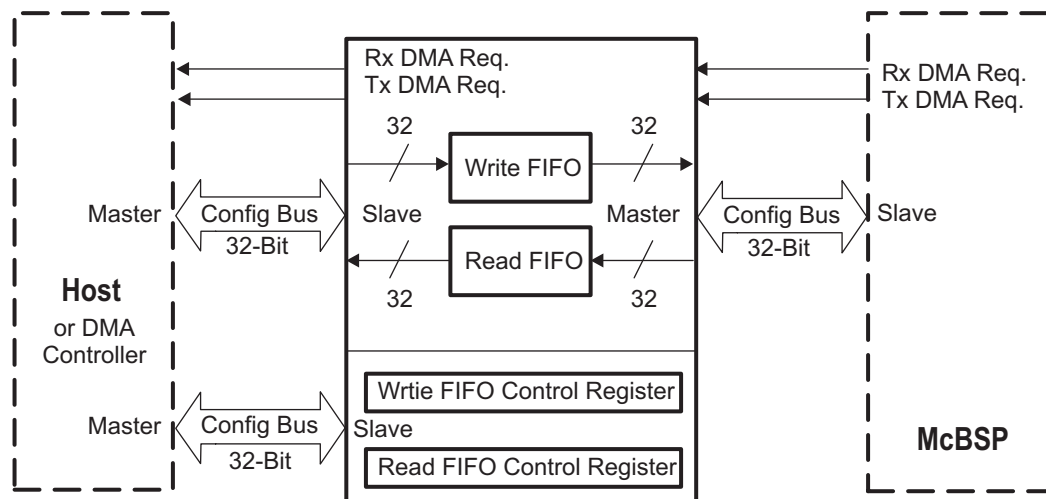 Rx DMA Req.
Tx DMA Req.
Rx DMA Req.
Tx DMA Req.
32
32
Write FIFO
Master
Config Bus
32-Bit
Slave
Master
Config Bus
32-Bit
Slave
Read FIFO
32
32
Host
or DMA
Controller
Wrtie FIFO Control Register
Master
Config Bus
32-Bit
Slave
Read FIFO Control Register
McBSP